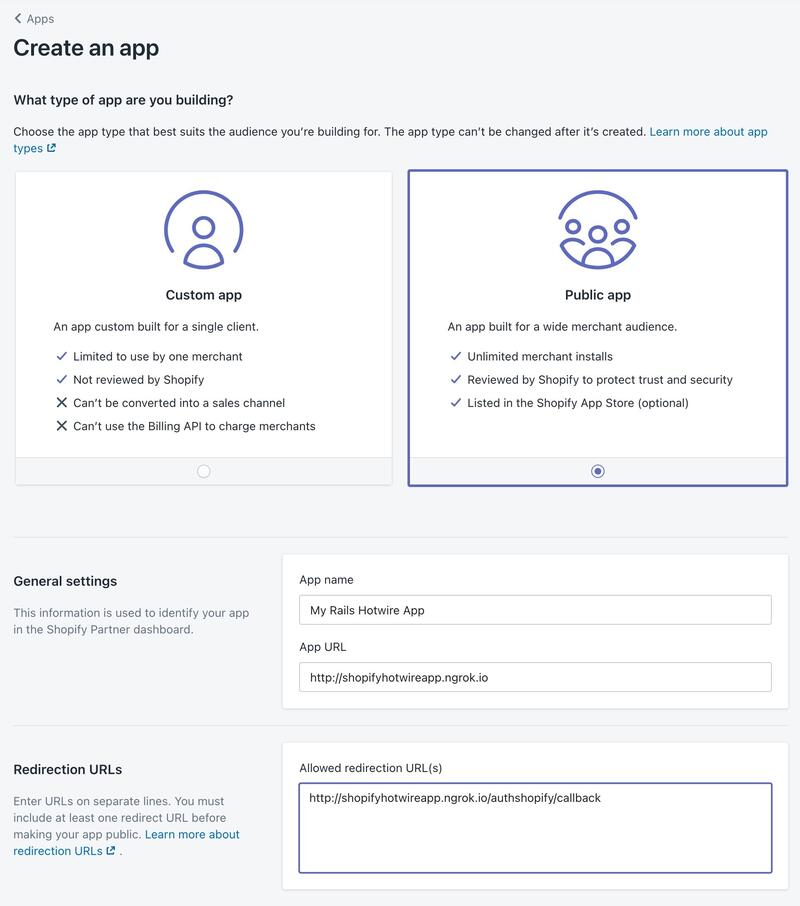 Apps
Create an app
What type of app are you building?
Choose the app type that best suits the audience you're building for. The app type can't be changed after it's created. Learn more about app
types
Custom app
An app custom built for a single client.
Limited to use by one merchant
Not reviewed by Shopify
Can't be converted into a sales channel
Can't use the Billing API to charge merchants
Public app
An app built for a wide merchant audience.
Unlimited merchant installs
Reviewed by Shopify to protect trust and security
Listed in the Shopify App Store (optional)
General settings
This information is used to identify your app
in the Shopify Partner dashboard.
App name
My Rails Hotwire App
App URL
http://shopifyhotwireapp.ngrok.io
Redirection URLs
Enter URLs on separate lines. You must
include at least one redirect URL before
making your app public. Learn more about
redirection URLs .
Allowed redirection URL(s)
http://shopifyhotwireapp.ngrok.io/authshopify/callback